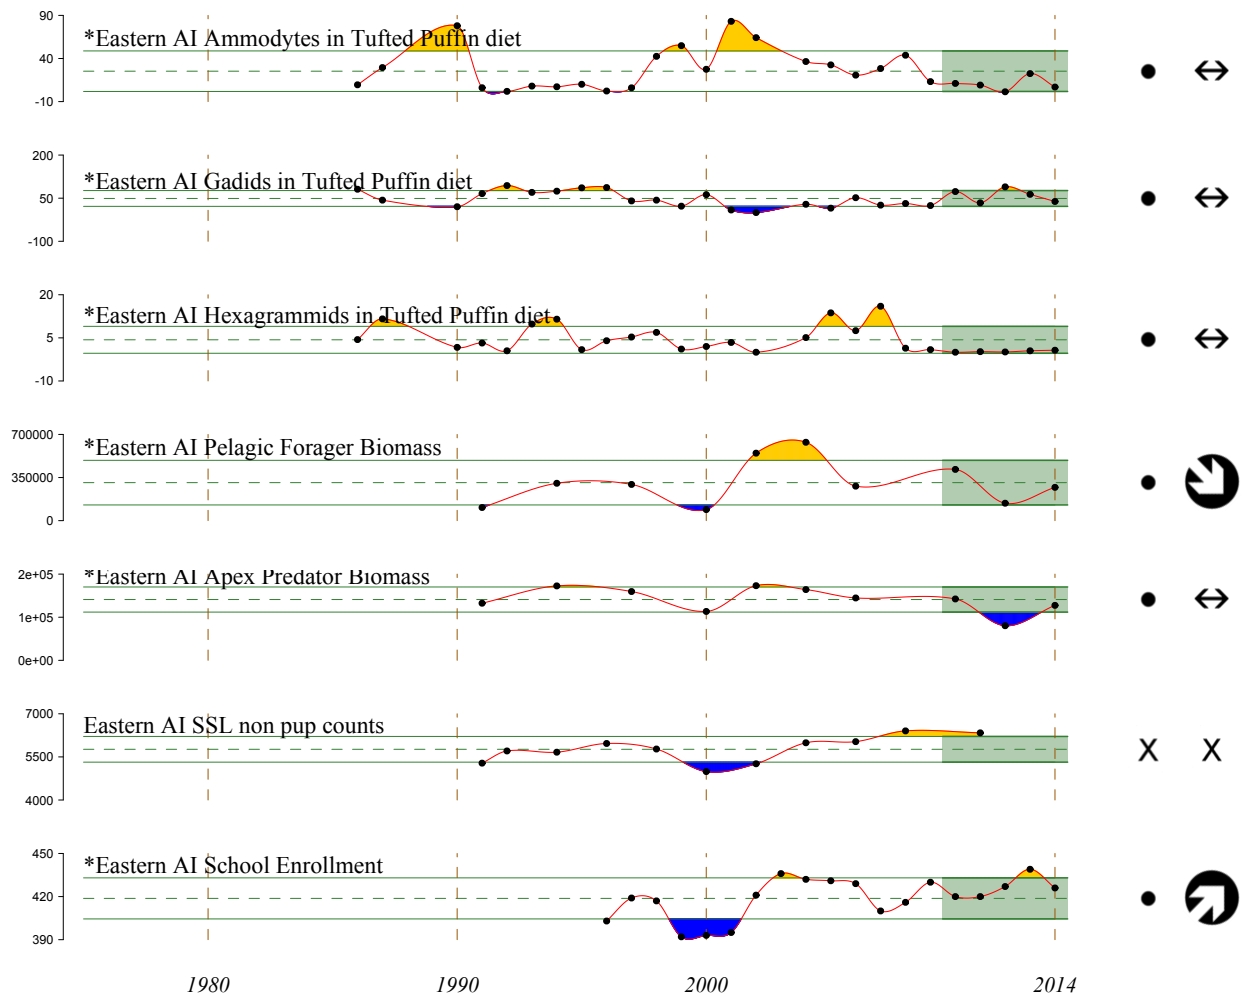 90
*Eastern AI Ammodytes in Tufted Puffin diet
40
-10
200
*Eastern AI Gadids in Tufted Puffin diet
50
-100
20
*Eastern AI Hexagrammids in Tufted Puffin diet
5
-10
700000
*Eastern AI Pelagic Forager Biomass
350000
0
2e+05
*Eastern AI Apex Predator Biomass
1e+05
0e+00
7000
Eastern AI SSL non pup counts
5500
X X
4000
450
*Eastern AI School Enrollment
420
390
1980 1990 2000 2014